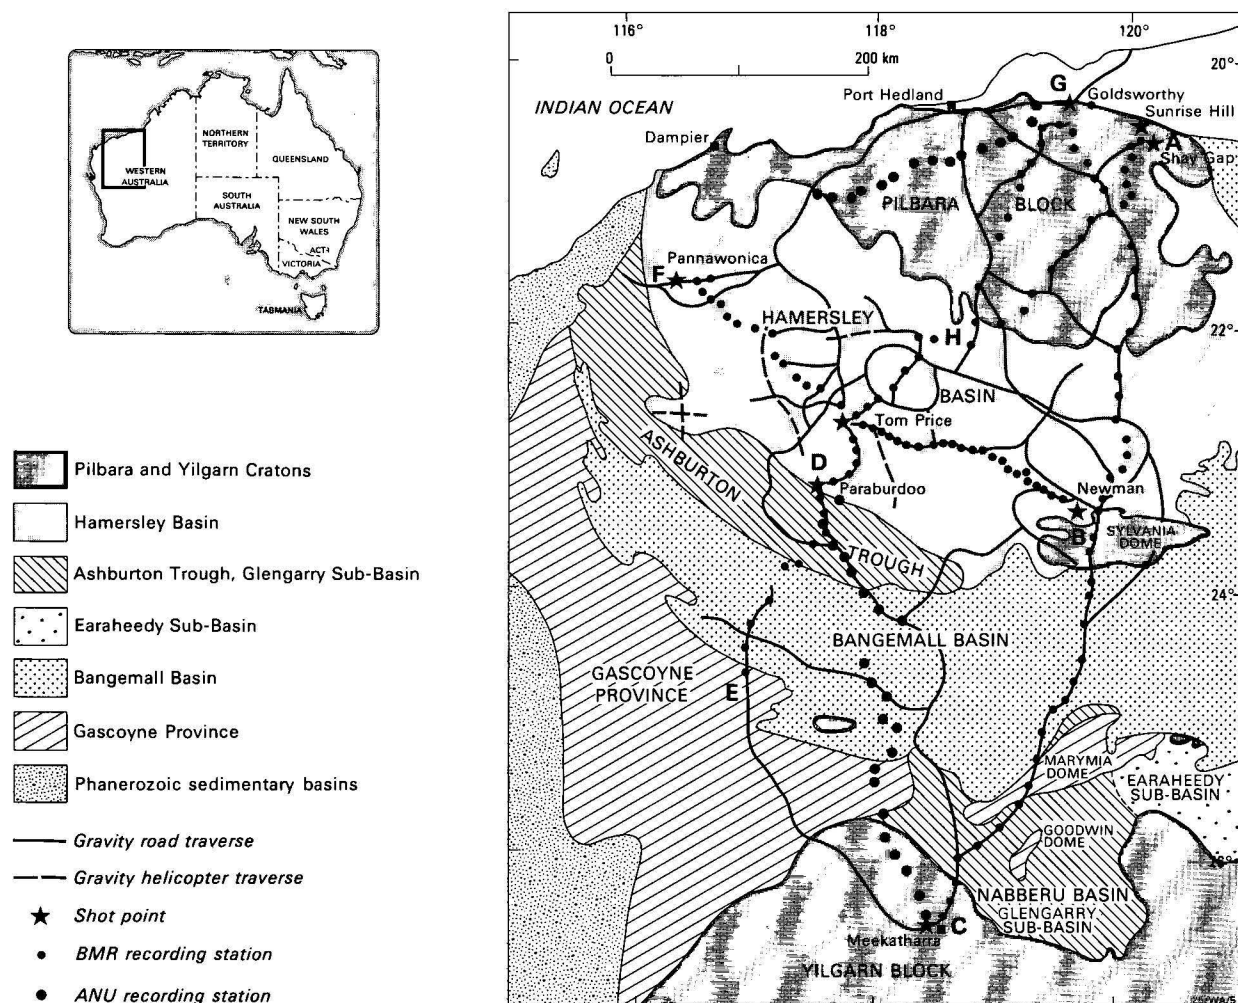 116°
118°
120°
0
200 km
20°
INDIAN OCEAN
Port Hedland
G
Goldsworthy
Sunrise Hill
Dampier
A
Shay Gap
PILBARA
BLOCK
NORTHERN
TERRITORY
QUEENSLAND
WESTERN
AUSTRALIA
SOUTH
AUSTRALIA
NEW SOUTH
WALES
ACT
VICTORIA
TASMANIA
Pannawonica
F
HAMERSLEY
22°
H
BASIN
Tom Price
ASHBURTON
D
Paraburdoo
Newman
B
SYLVANIA
DOME
TROUGH
24°
BANGEMALL BASIN
GASCOYNE
PROVINCE
E
MARYMIA
DOME
EARAHEEDY
SUB-BASIN
GOODWIN
DOME
26°
NABBERU BASIN
GLENGARRY
SUB-BASIN
C
Meekatharra
YILGARN BLOCK
Pilbara and Yilgarn Cratons
Hamersley Basin
Ashburton Trough, Glengarry Sub-Basin
Earaheedy Sub-Basin
Bangemall Basin
Gascoyne Province
Phanerozoic sedimentary basins
Gravity road traverse
Gravity helicopter traverse
Shot point
BMR recording station
ANU recording station
116°
118°
120°